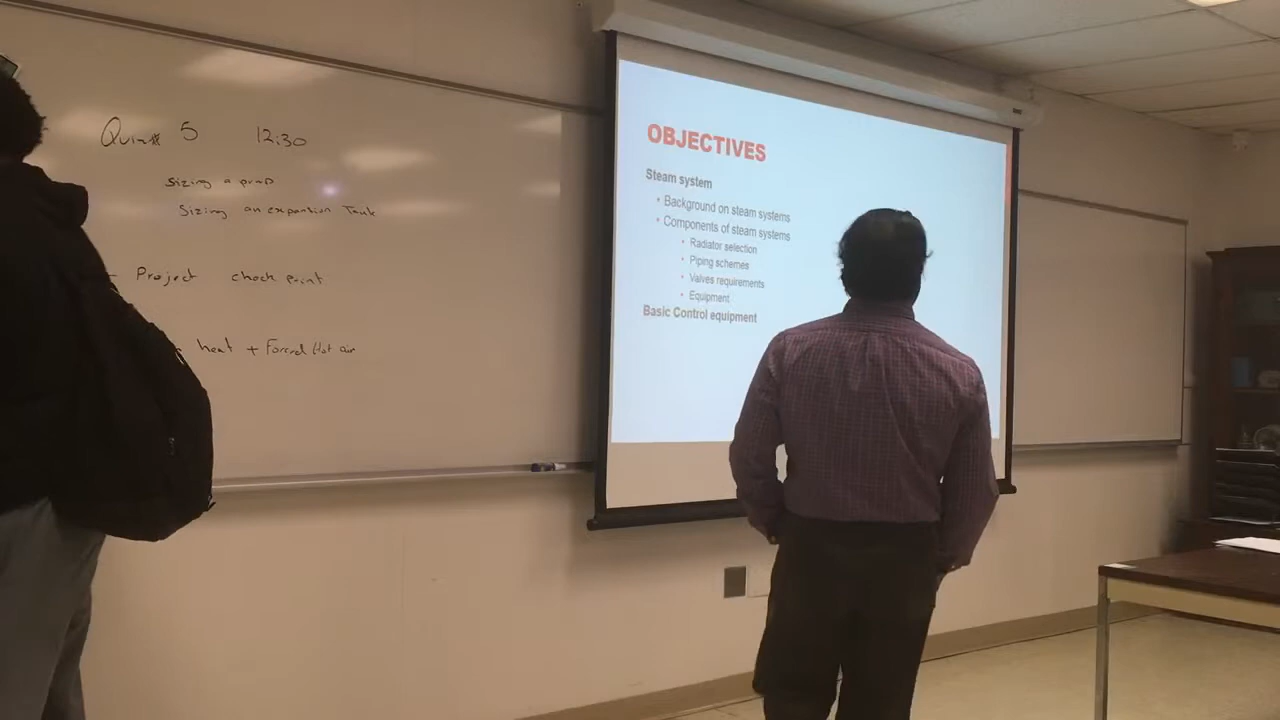 Quiz 5 12:30
Sizing a pump
Sizing an expantion Tank
- Project check point
heat + Forced Hot air
OBJECTIVES
Steam system
• Background on steam systems
• Components of steam systems
• Radiator selection
• Piping schemes
• Valves requirements
• Equipment
Basic Control equipment